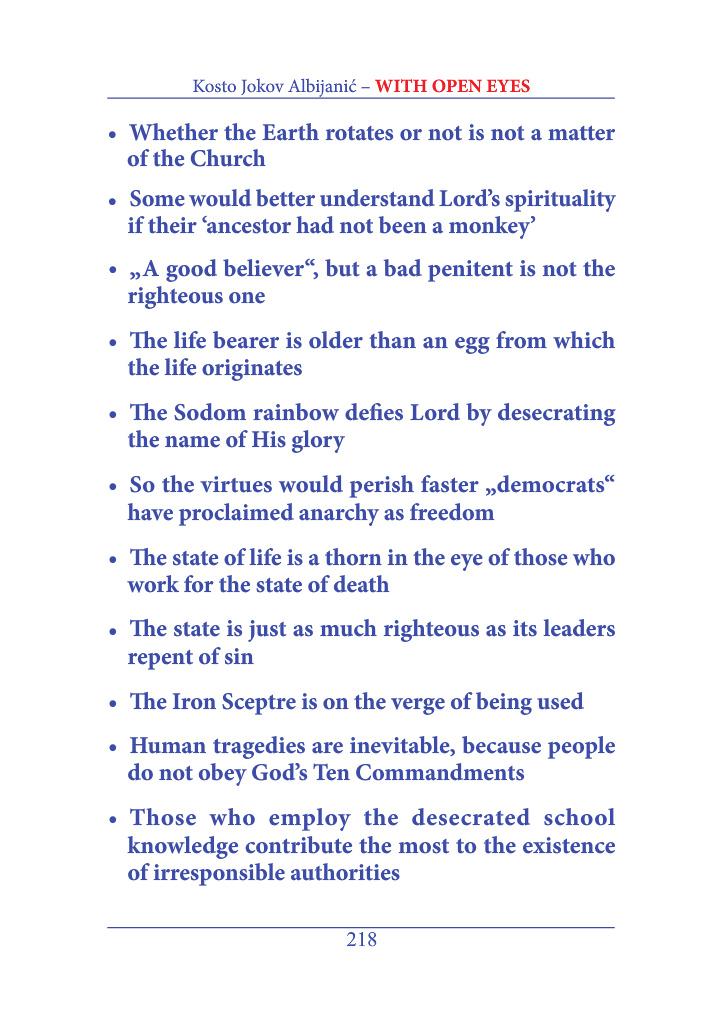 Kosto Jokov Albijanić – WITH OPEN EYES
• Whether the Earth rotates or not is not a matter
of the Church
• Some would better understand Lord’s spirituality
if their ‘ancestor had not been a monkey’
• „A good believer“, but a bad penitent is not the
righteous one
• The life bearer is older than an egg from which
the life originates
• The Sodom rainbow defies Lord by desecrating
the name of His glory
• So the virtues would perish faster „democrats“
have proclaimed anarchy as freedom
• The state of life is a thorn in the eye of those who
work for the state of death
• The state is just as much righteous as its leaders
repent of sin
• The Iron Sceptre is on the verge of being used
• Human tragedies are inevitable, because people
do not obey God’s Ten Commandments
• Those who employ the desecrated school
knowledge contribute the most to the existence
of irresponsible authorities
218